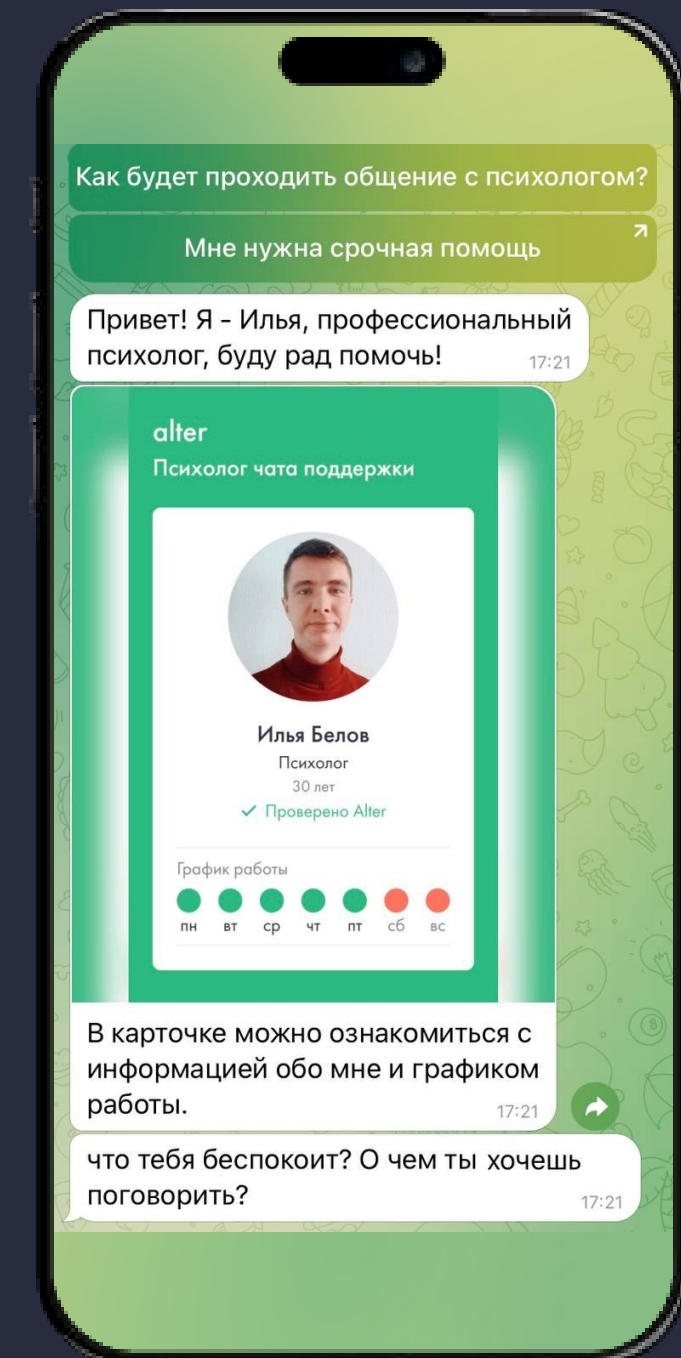 Как будет проходить общение с психологом?
Мне нужна срочная помощь
Привет! Я - Илья, профессиональный
психолог, буду рад помочь!
17:21
alter
Психолог чата поддержки
Илья Белов
Психолог
30 лет
Проверено Alter
График работы
пн вт ср чт пт сб вс
В карточке можно ознакомиться с
информацией обо мне и графиком
работы.
17:21
что тебя беспокоит? О чем ты хочешь
поговорить?
17:21